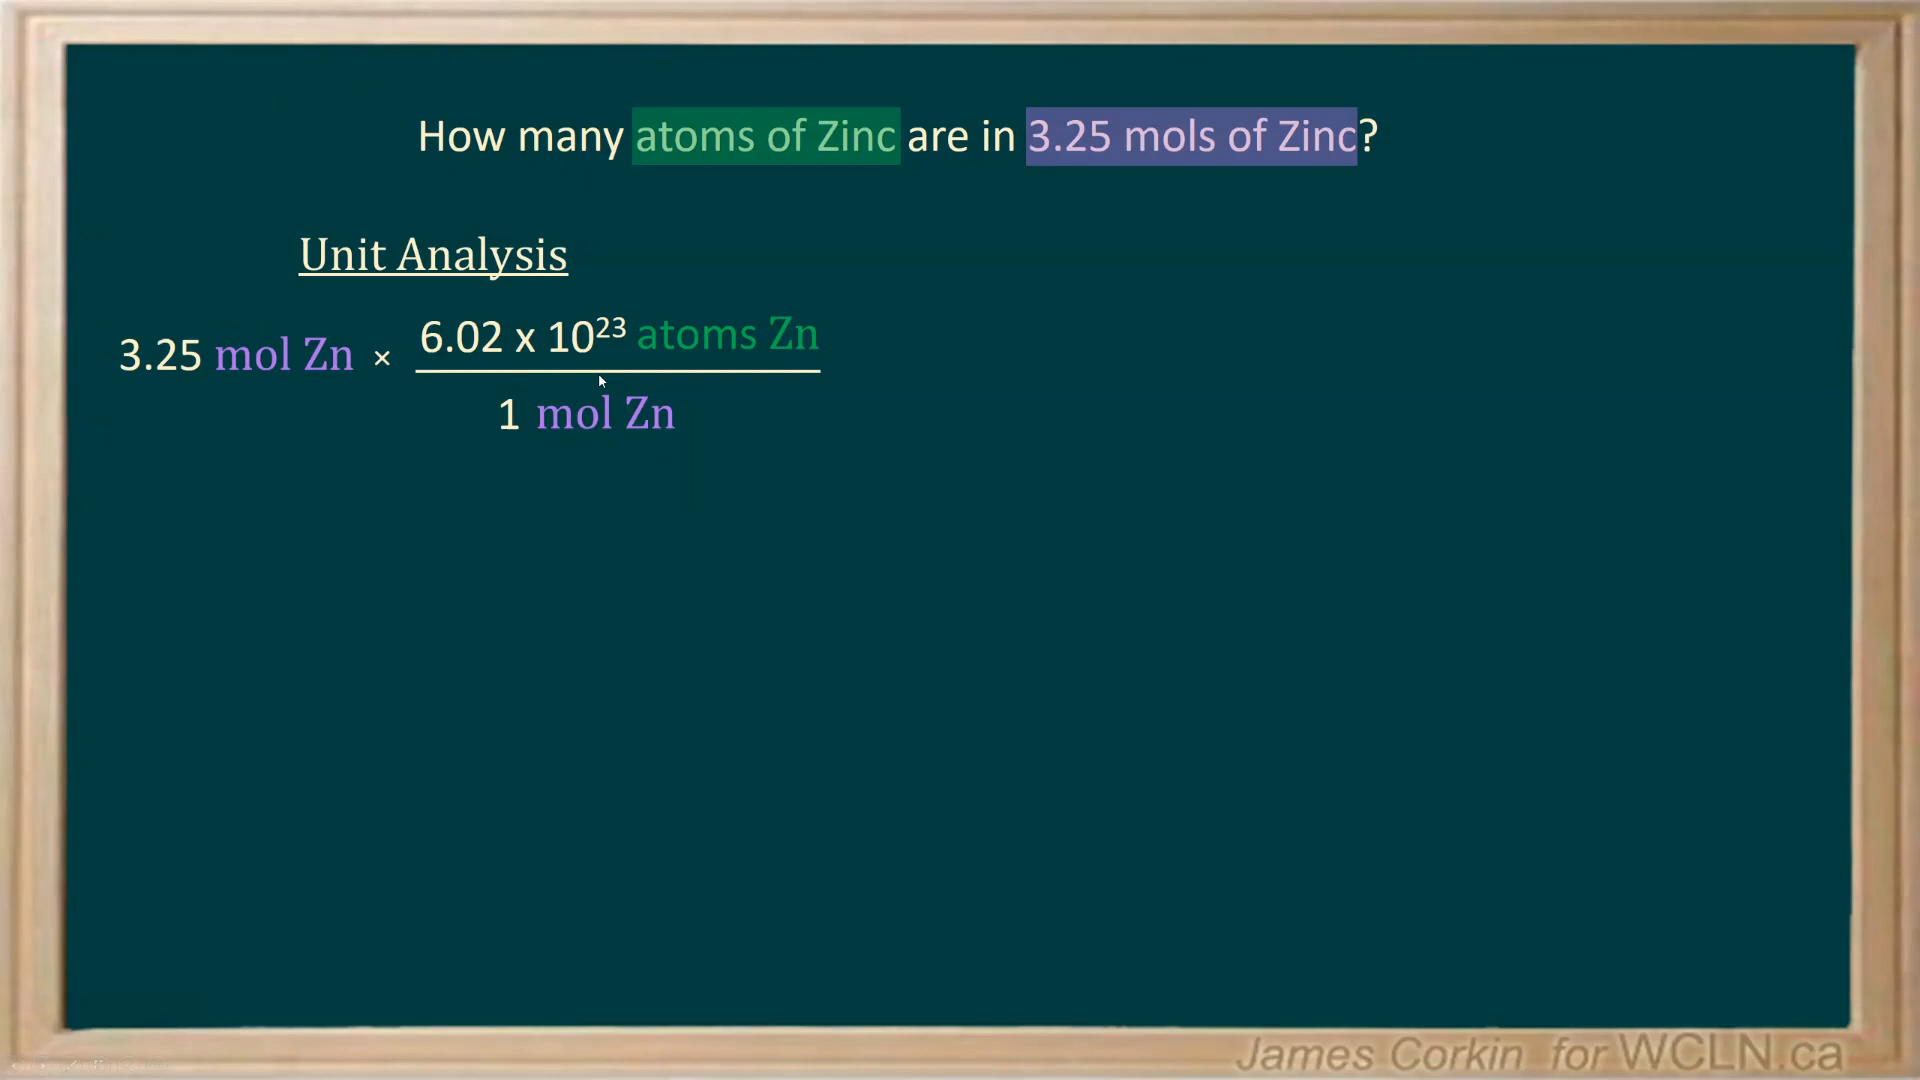 How many atoms of Zinc are in 3.25 mols of Zinc?
Unit Analysis
3.25 mol Zn × 6.02 x 10²³ atoms Zn
1 mol Zn
James Corkin for WCLN.ca